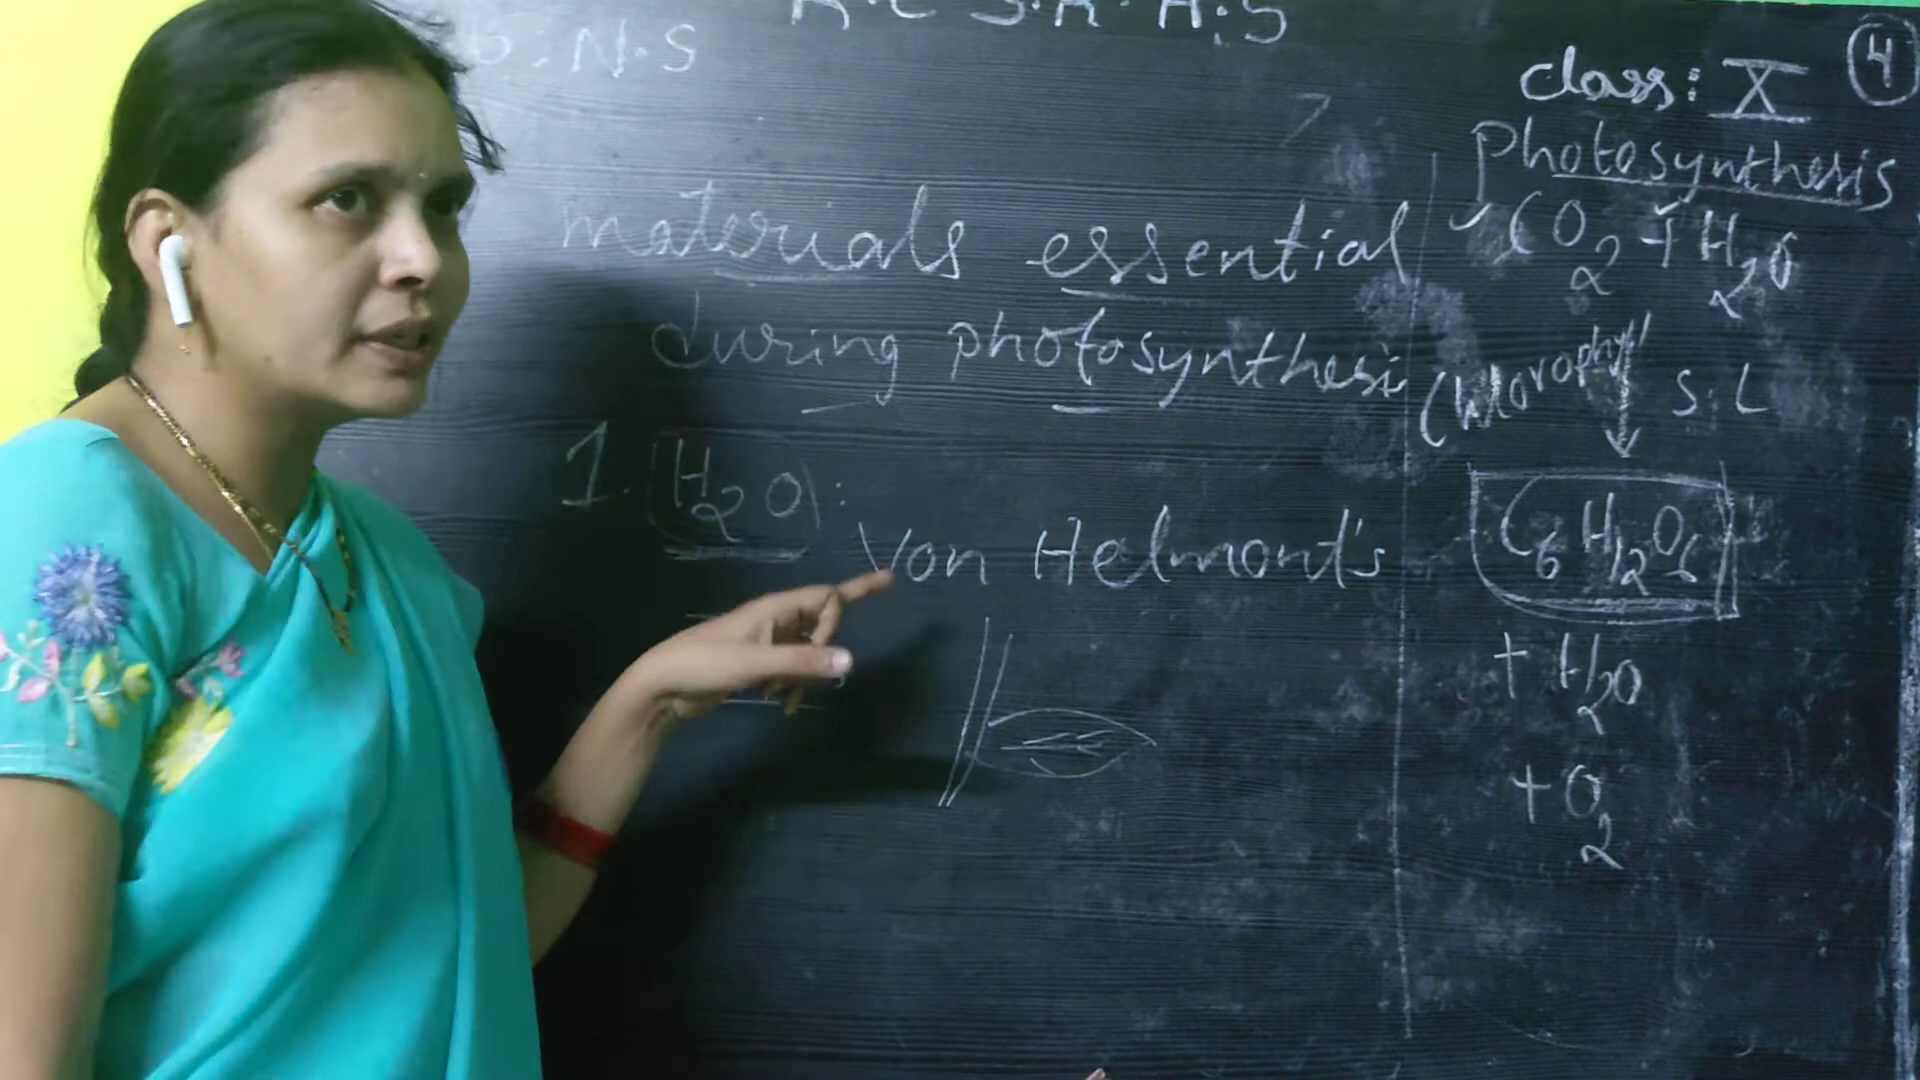 N.S
class: X
4
materials essential
during photosynthesis
1. H2O:
Von Helmont's
Photosynthesis
CO2 + H2O
Chlorophyll S.L
C6H12O6
+ H2O
+ O2